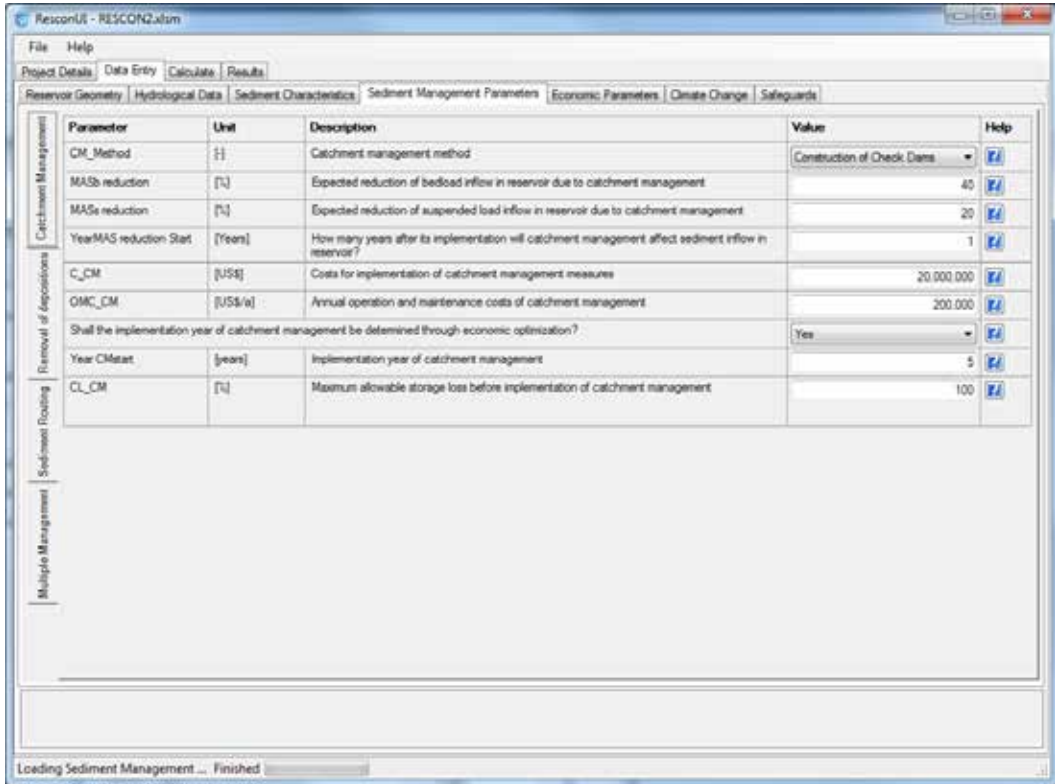 ResconUI - RESCON2.xlsm
File Help
Project Details Data Entry Calculate Results
Reservoir Geometry Hydrological Data Sediment Characteristics Sediment Management Parameters Economic Parameters Climate Change Safeguards
Catchment Management
Removal of depositions
Sediment Routing
Multiple Management
Parameter Unit Description Value Help
CM_Method [-] Catchment management method Construction of Check Dams
MASb reduction [%] Expected reduction of bedload inflow in reservoir due to catchment management 40
MASs reduction [%] Expected reduction of suspended load inflow in reservoir due to catchment management 20
YearMAS reduction Start [Years] How many years after its implementation will catchment management affect sediment inflow in 1
reservoir?
C_CM [US$] Costs for implementation of catchment management measures 20.000.000
OMC_CM [US$/a] Annual operation and maintenance costs of catchment management 200.000
Shall the implementation year of catchment management be determined through economic optimization? Yes
Year CMstart [years] Implementation year of catchment management 5
CL_CM [%] Maximum allowable storage loss before implementation of catchment management 100
Loading Sediment Management ... Finished